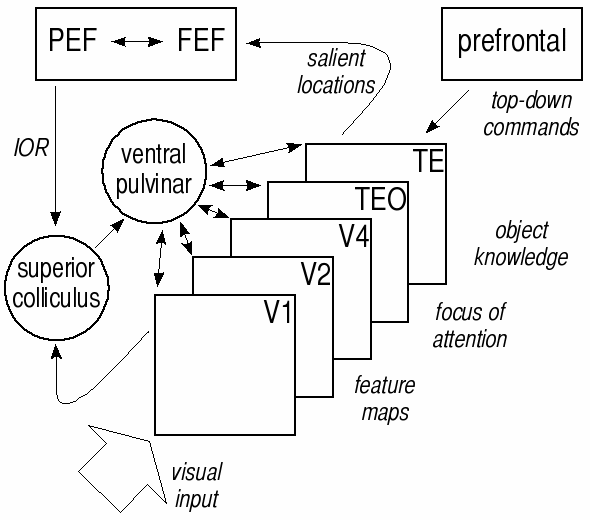 PEF FEF
prefrontal
salient
locations
top-down
commands
IOR
ventral
pulvinar
TE
TEO
V4
V2
V1
superior
colliculus
object
knowledge
focus of
attention
feature
maps
visual
input